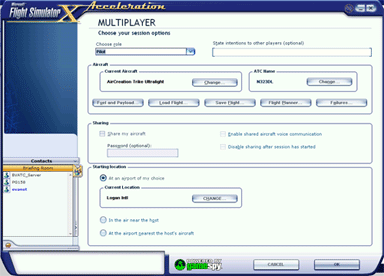 Microsoft
Flight Simulator X Acceleration
MULTIPLAYER
Choose your session options
Choose role
State intentions to other players (optional)
Pilot
Aircraft
Current Aircraft
ATC Name
AirCreation Trike Ultralight
Change...
N323DL
Change...
Fuel and Payload...
Load Flight...
Save Flight...
Flight Planner...
Failures...
Sharing
Share my aircraft
Enable shared aircraft voice communication
Password (optional):
Disable sharing after session has started
Starting location
At an airport of my choice
Current Location
Logan Intl
CHANGE...
In the air near the host
At the airport nearest the host's aircraft
Contacts
Briefing Room
POWERED BY
gamespy
CANCEL
OK